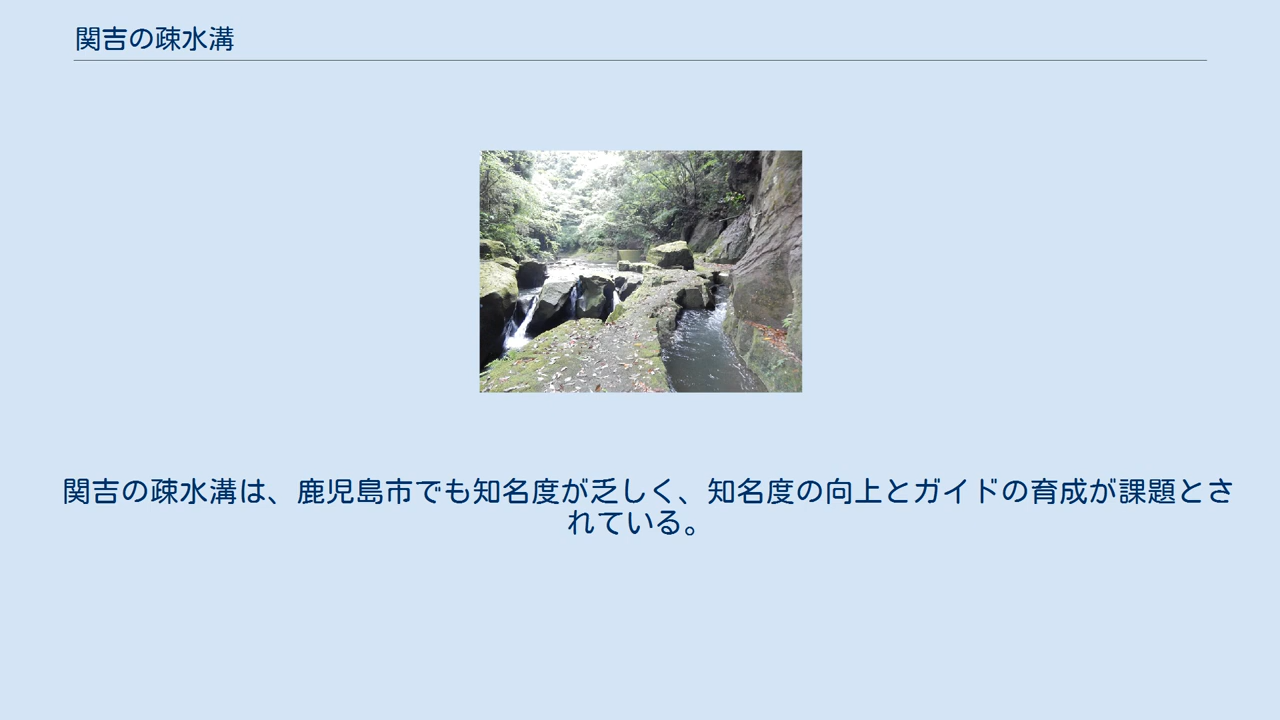 関吉の疎水溝
関吉の疎水溝は、鹿児島市でも知名度が乏しく、知名度の向上とガイドの育成が課題とさ
れている。